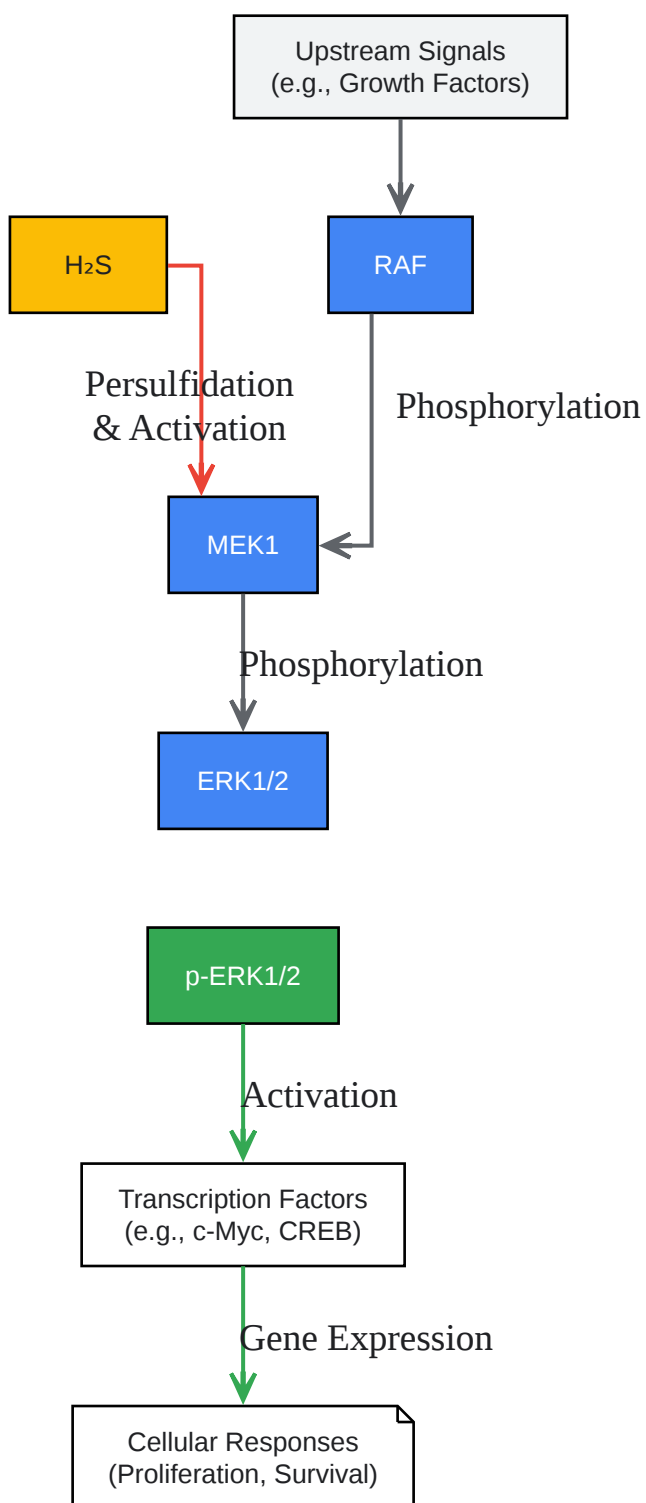 Upstream Signals
(e.g., Growth Factors)
H₂S
RAF
Persulfidation
& Activation
Phosphorylation
MEK1
Phosphorylation
ERK1/2
p-ERK1/2
Activation
Transcription Factors
(e.g., c-Myc, CREB)
Gene Expression
Cellular Responses
(Proliferation, Survival)